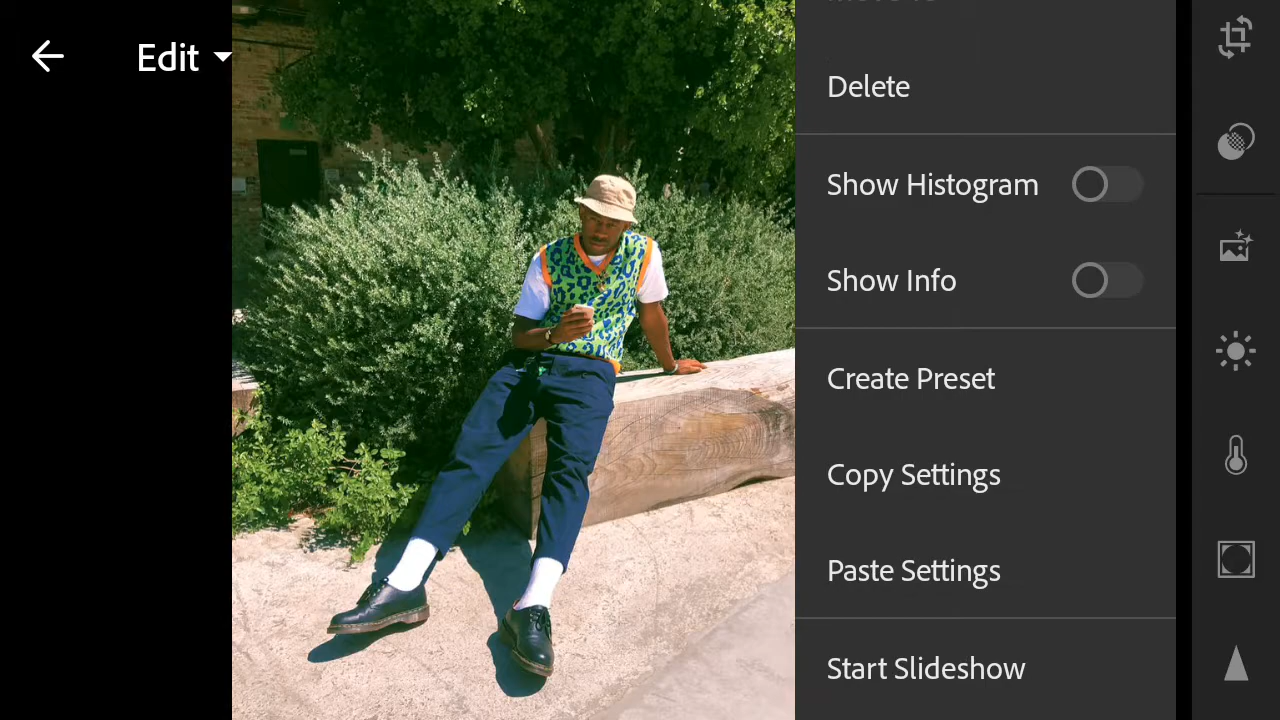 Edit
Delete
Show Histogram
Show Info
Create Preset
Copy Settings
Paste Settings
Start Slideshow